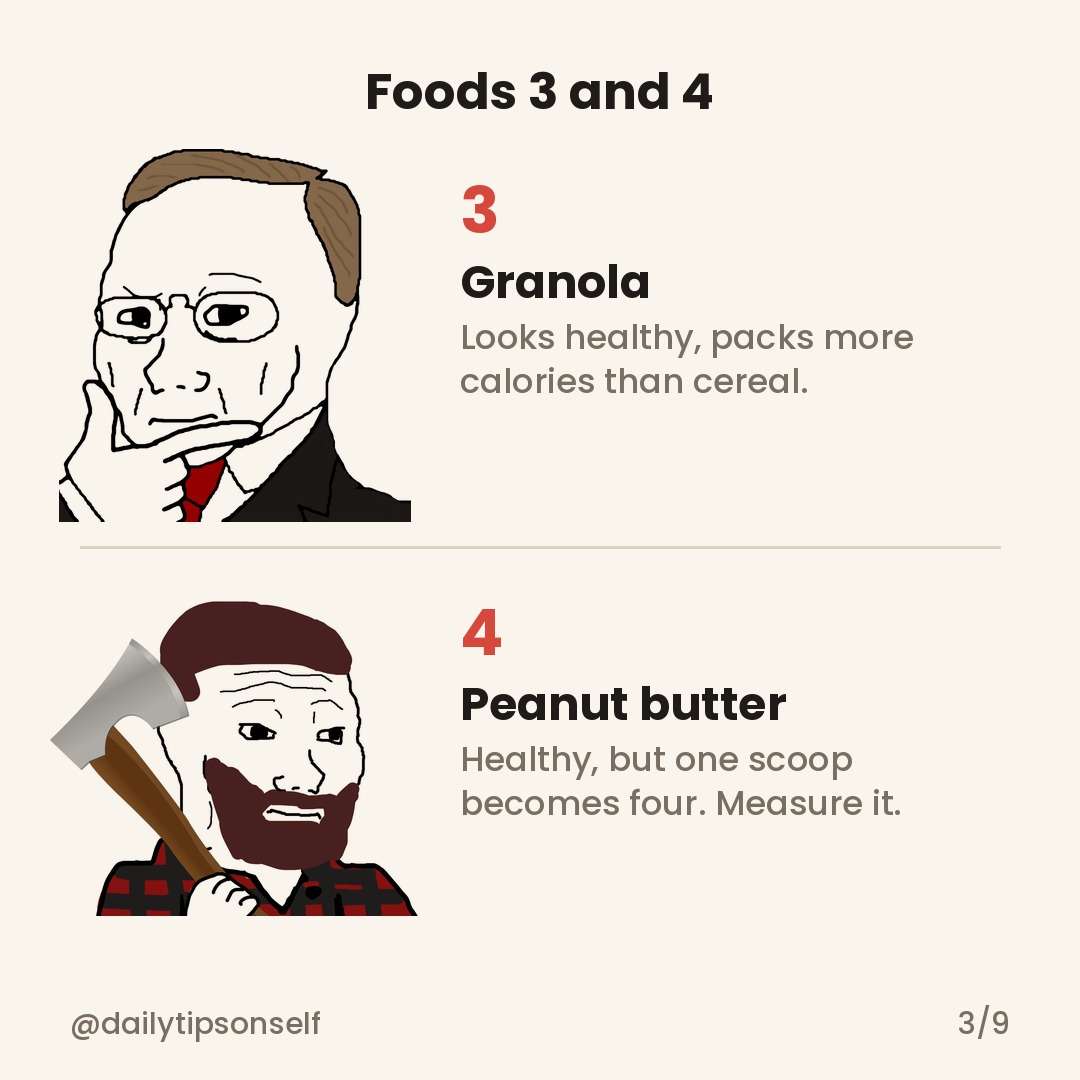 Foods 3 and 4
3
Granola
Looks healthy, packs more
calories than cereal.
4
Peanut butter
Healthy, but one scoop
becomes four. Measure it.
@dailytipsonself
3/9